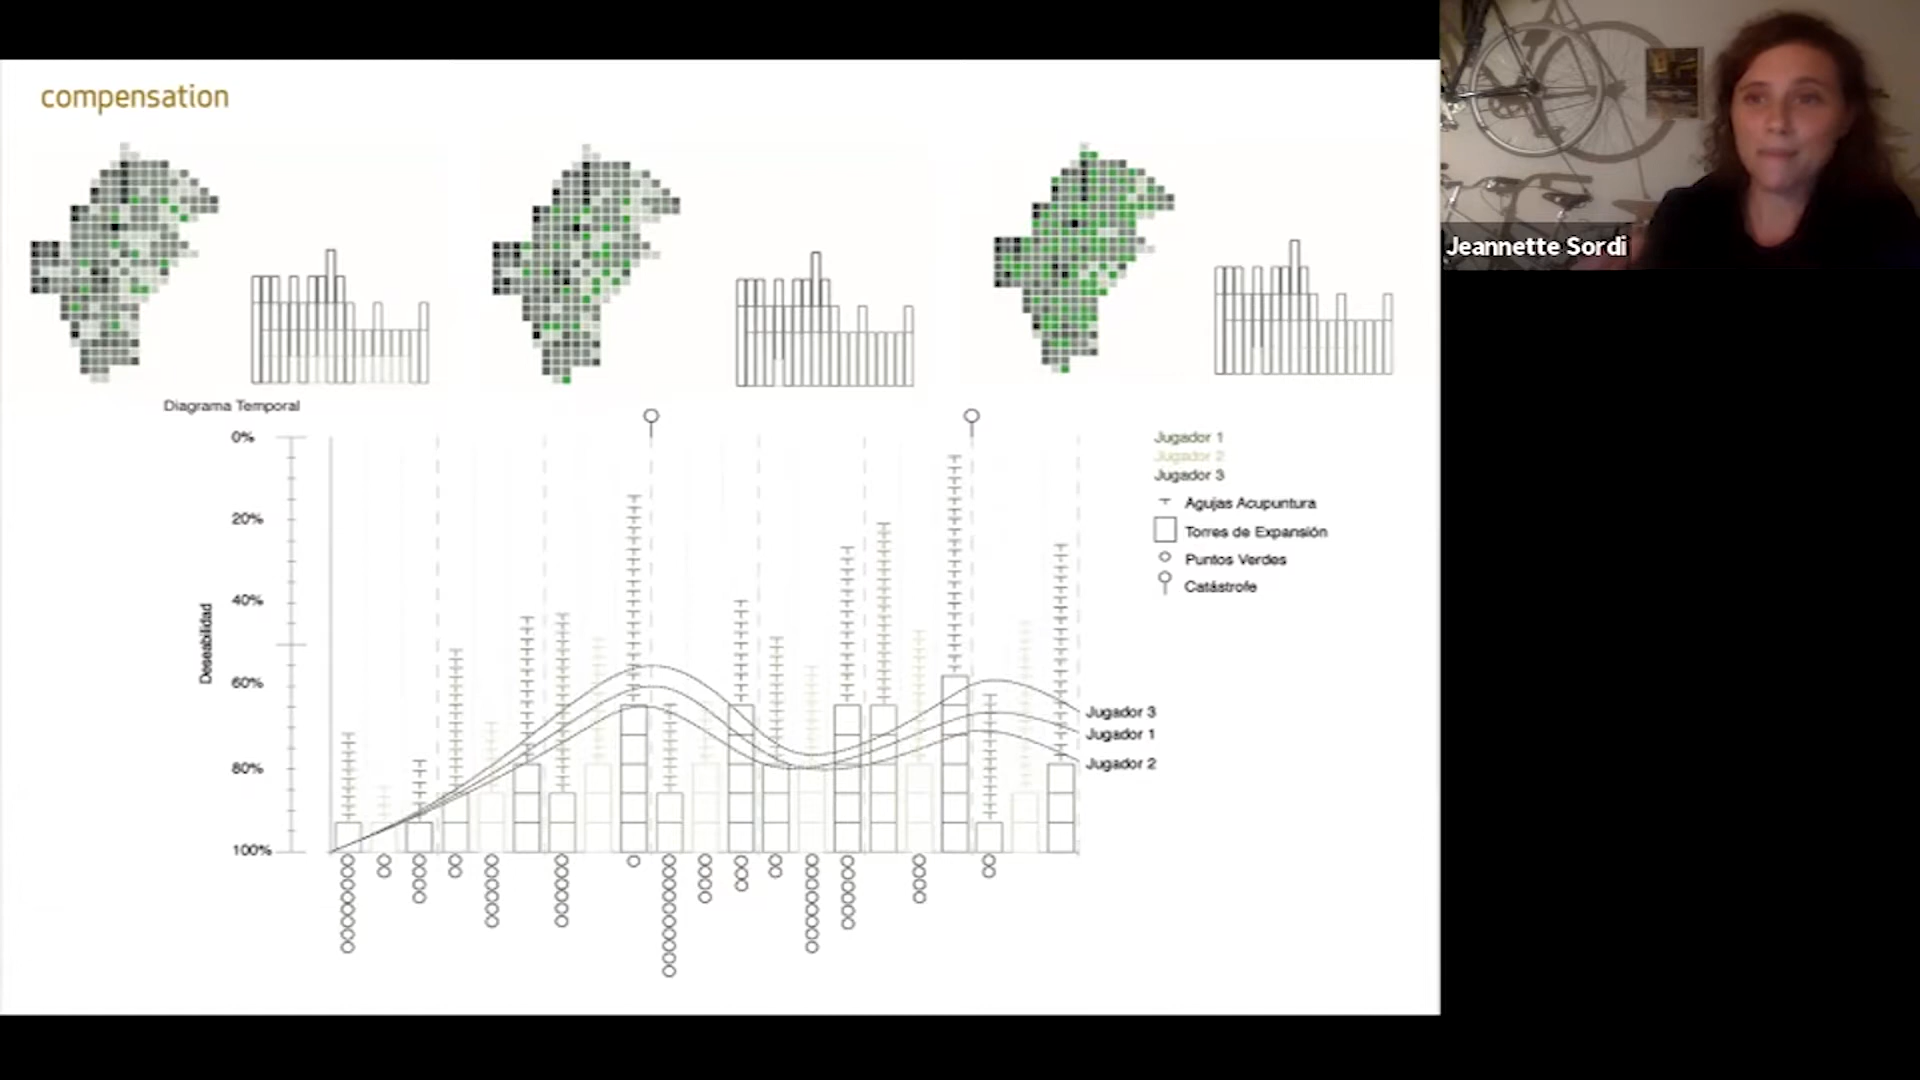 compensation
Jeannette Sordi
Diagrama Temporal
0%
20%
40%
60%
80%
100%
Deseabilidad
Jugador 1
Jugador 2
Jugador 3
Agujas Acupuntura
Torres de Expansión
Puntos Verdes
Catástrofe
Jugador 3
Jugador 1
Jugador 2